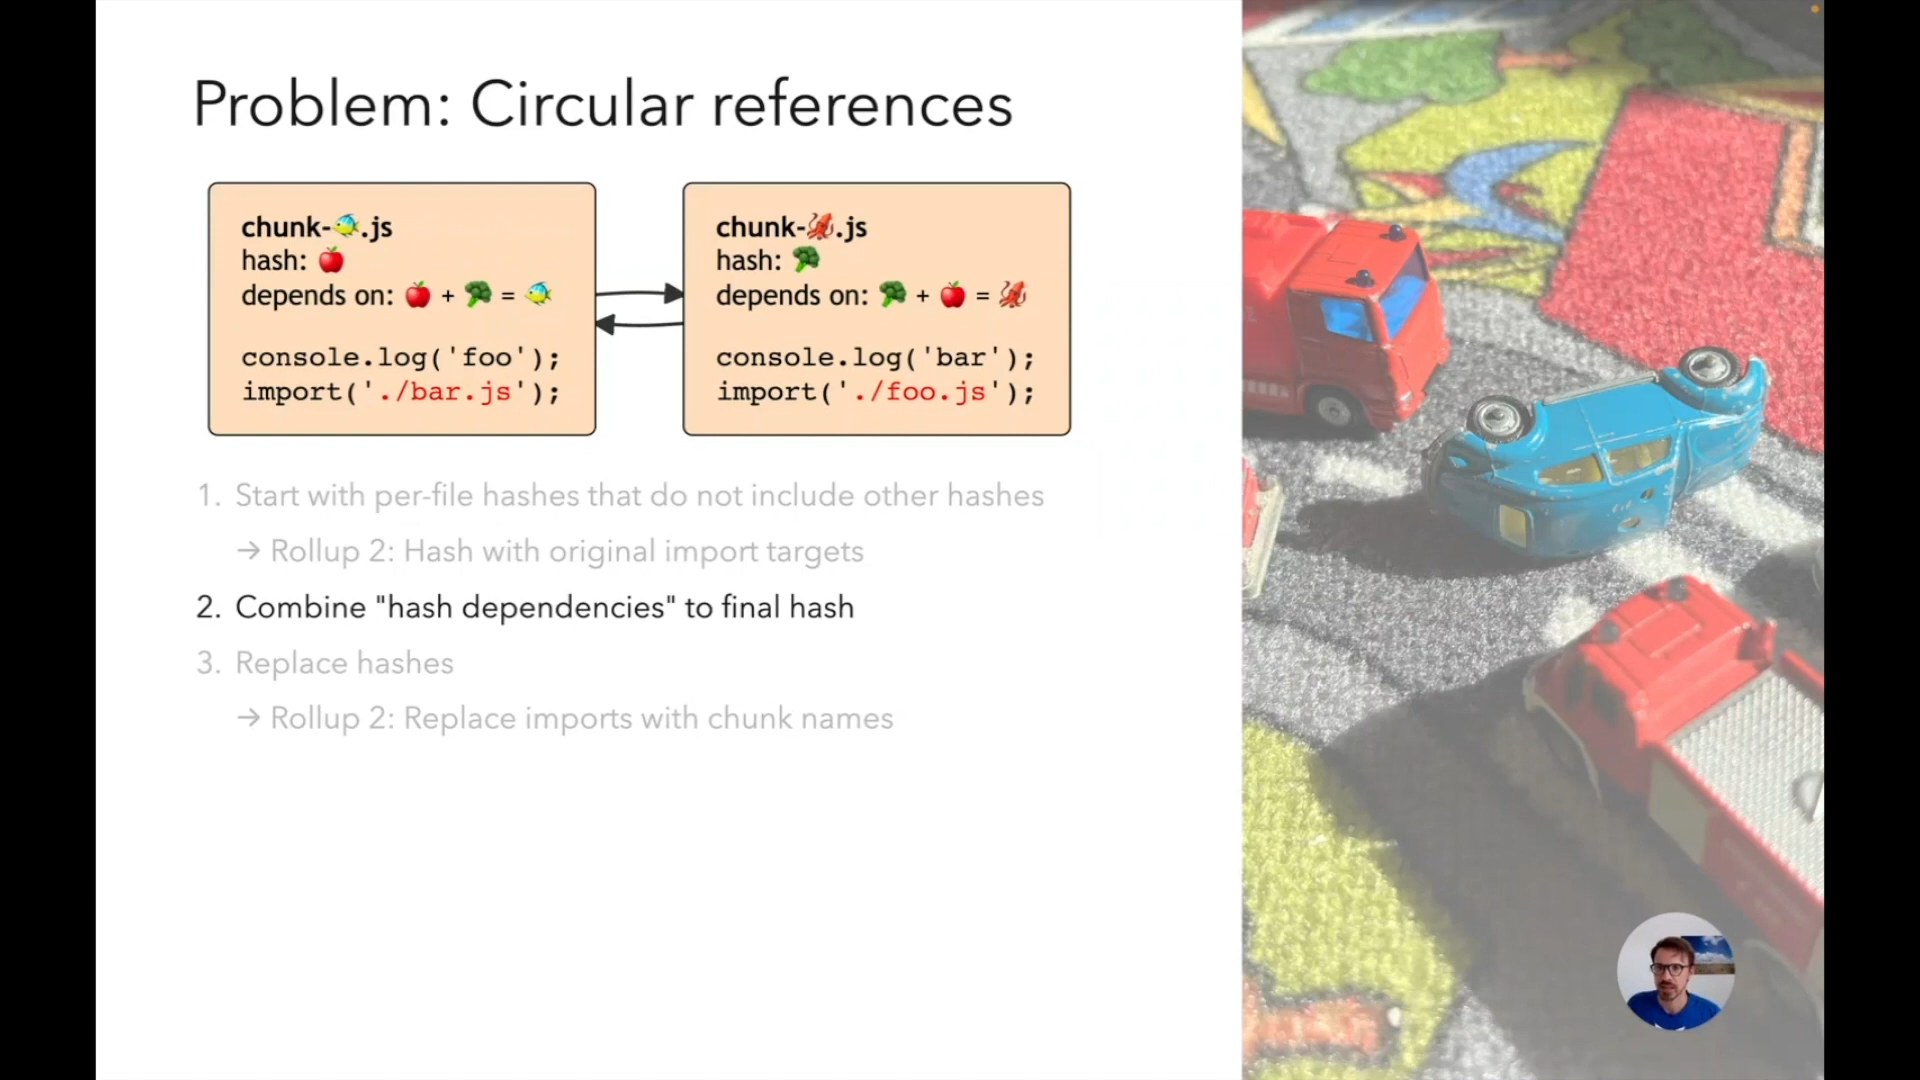 Problem: Circular references
chunk-🐠.js
hash: 🍎
depends on: 🍎 + 🥦 = 🐠
console.log('foo');
import('./bar.js');
chunk-🦑.js
hash: 🥦
depends on: 🥦 + 🍎 = 🦑
console.log('bar');
import('./foo.js');
1. Start with per-file hashes that do not include other hashes
→ Rollup 2: Hash with original import targets
2. Combine "hash dependencies" to final hash
3. Replace hashes
→ Rollup 2: Replace imports with chunk names